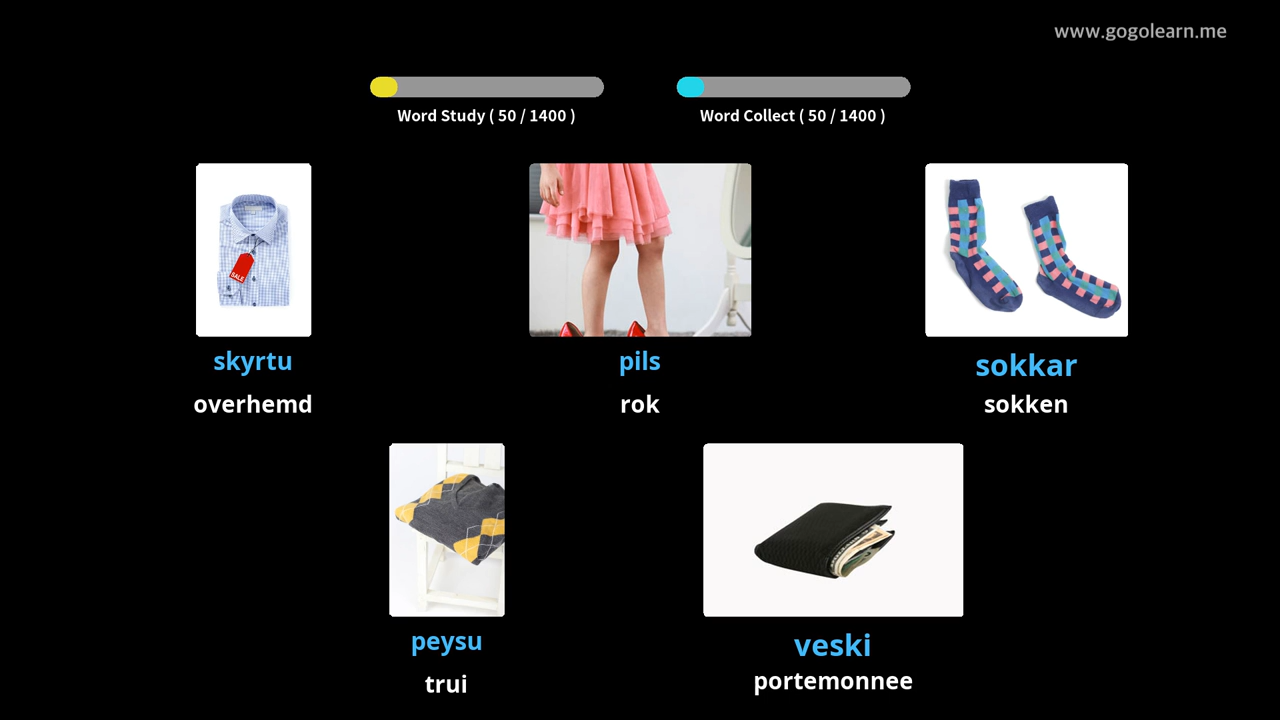 www.gogolearn.me
Word Study ( 50 / 1400 )
Word Collect ( 50 / 1400 )
SALE
skyrtu
overhemd
pils
rok
sokkar
sokken
peysu
trui
veski
portemonnee